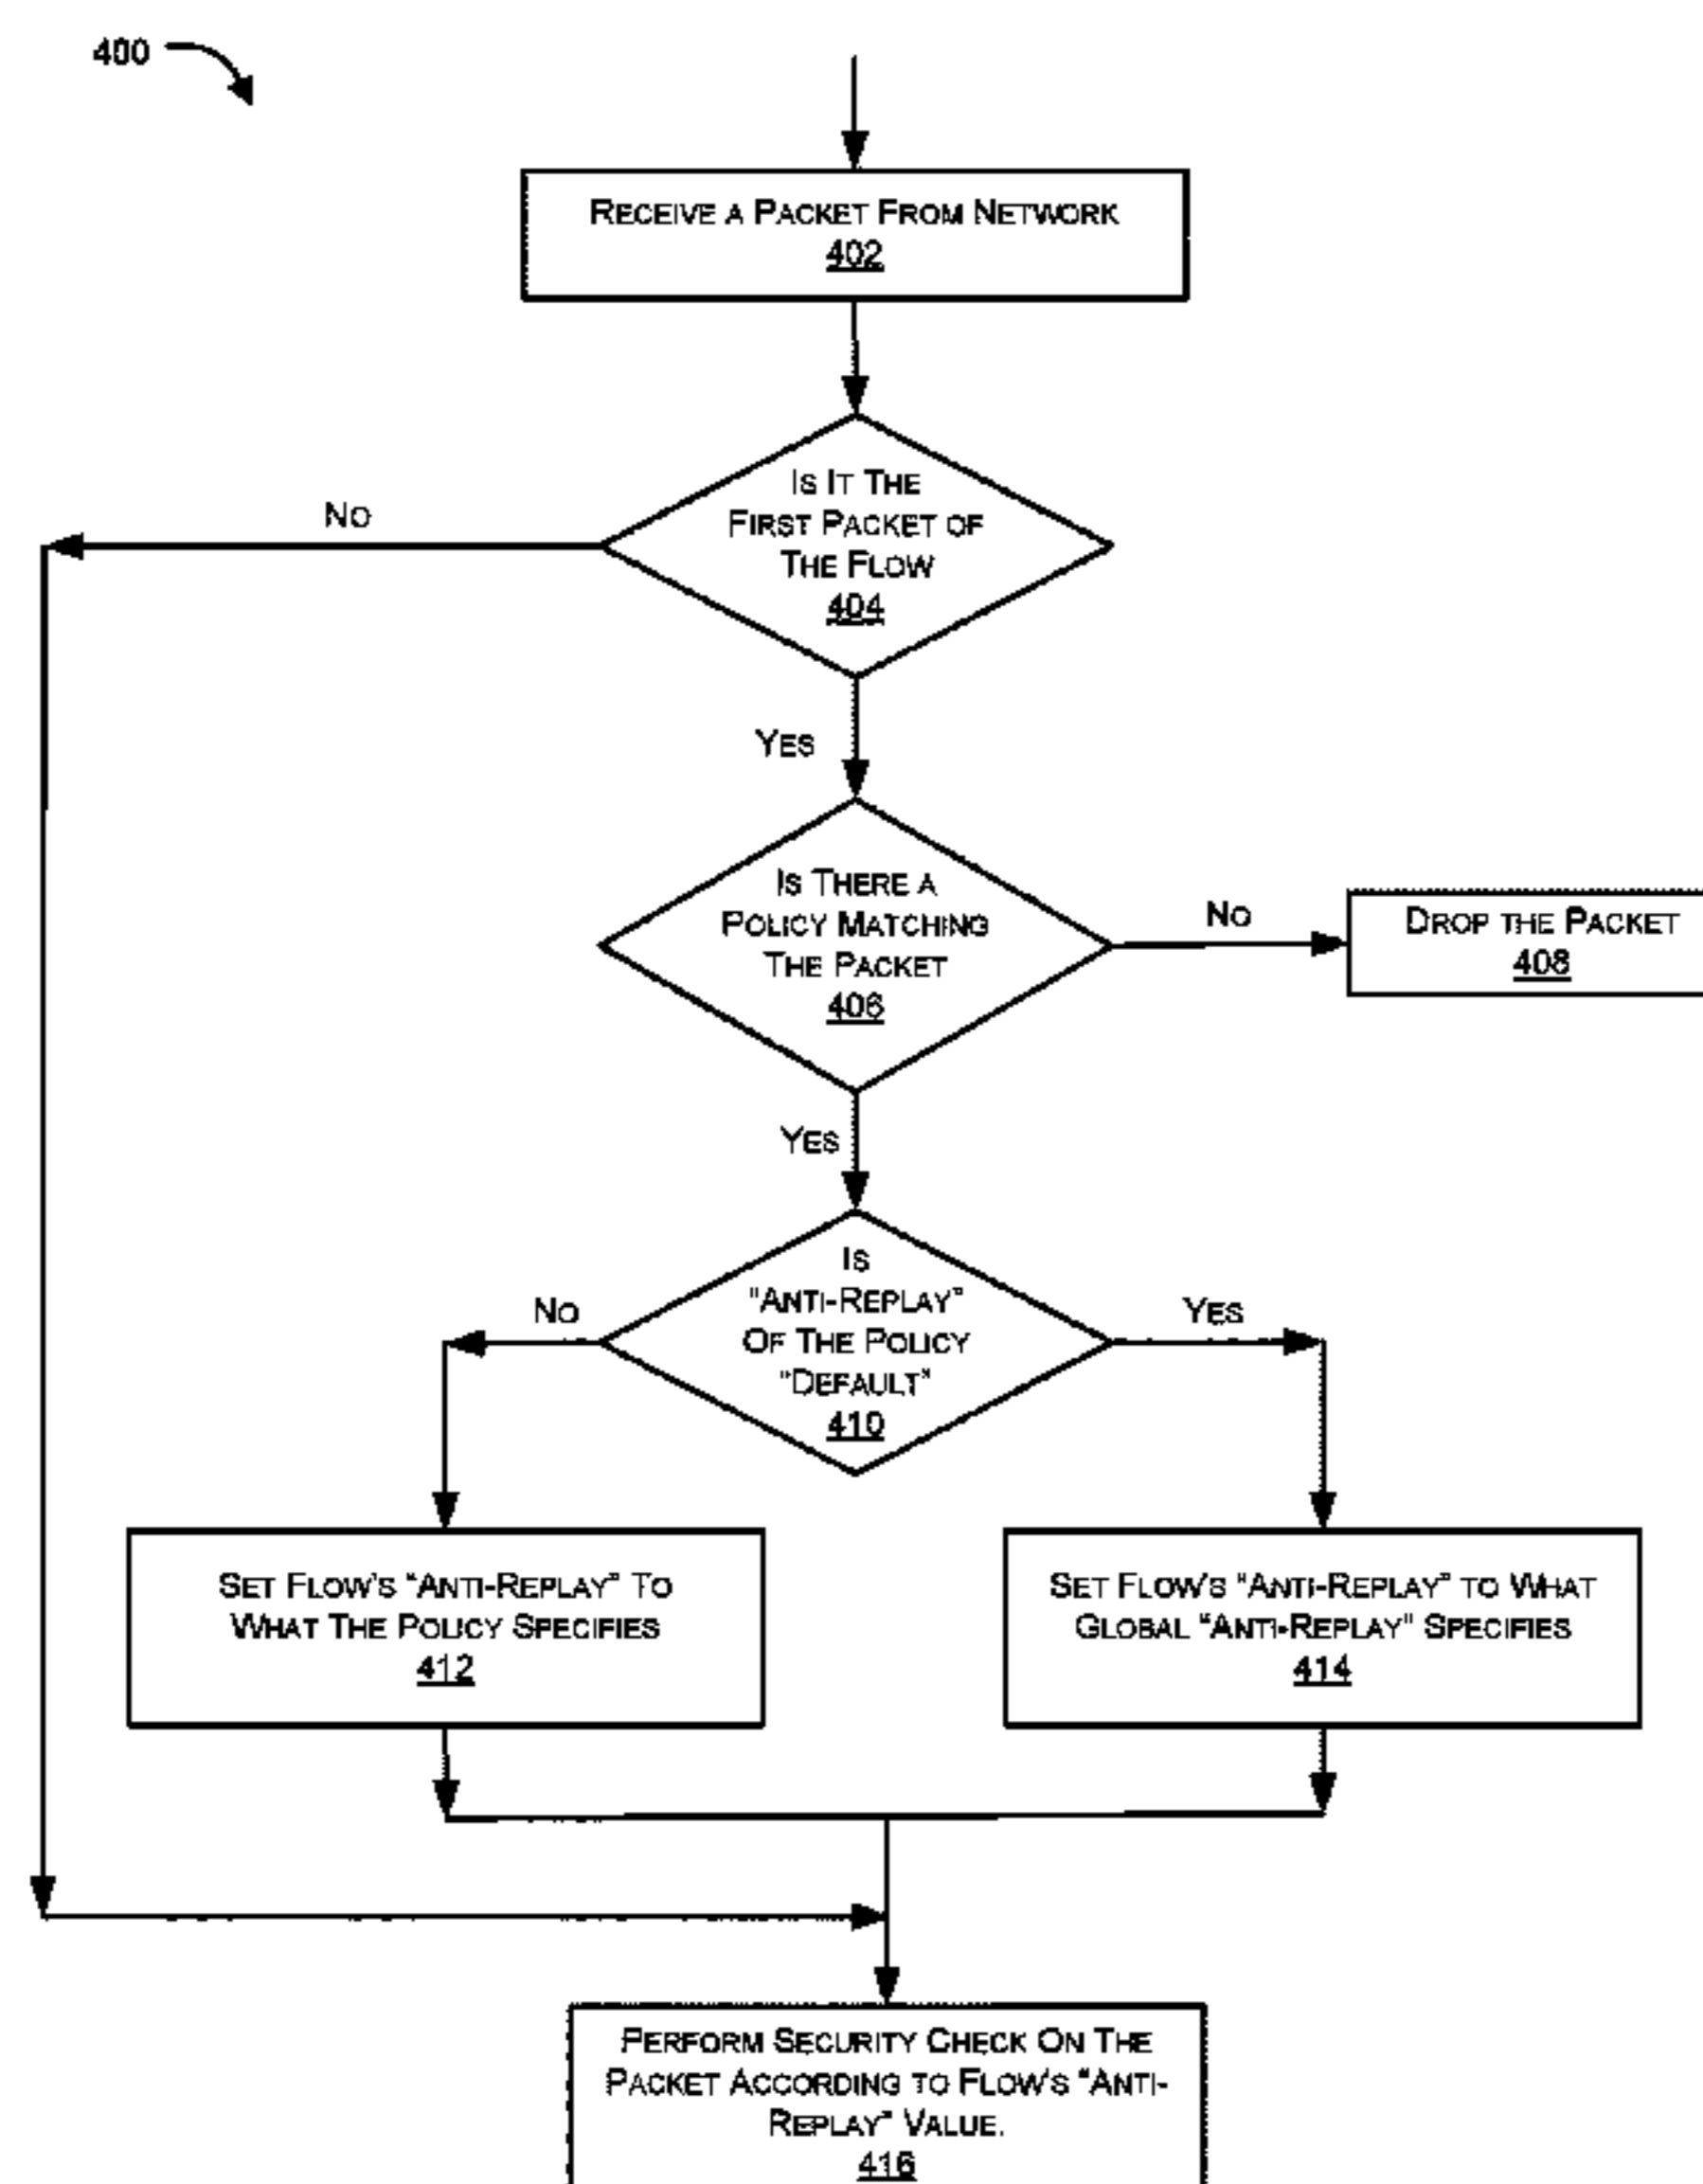 400
RECEIVE A PACKET FROM NETWORK
402
IS IT THE
FIRST PACKET OF
THE FLOW
404
NO
YES
IS THERE A
POLICY MATCHING
THE PACKET
406
NO
DROP THE PACKET
408
YES
IS
"ANTI-REPLAY"
OF THE POLICY
"DEFAULT"
410
NO
YES
SET FLOW'S "ANTI-REPLAY" TO
WHAT THE POLICY SPECIFIES
412
SET FLOW'S "ANTI-REPLAY" TO WHAT
GLOBAL "ANTI-REPLAY" SPECIFIES
414
PERFORM SECURITY CHECK ON THE
PACKET ACCORDING TO FLOW'S "ANTI-
REPLAY" VALUE.
416